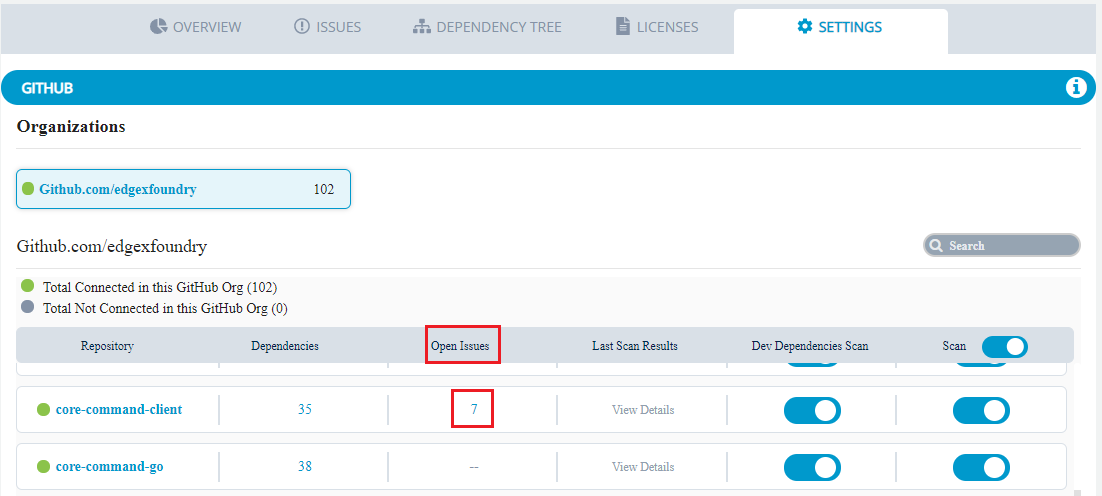 OVERVIEW ISSUES DEPENDENCY TREE LICENSES SETTINGS
GITHUB
Organizations
Github.com/edgexfoundry 102
Github.com/edgexfoundry Search
Total Connected in this GitHub Org (102)
Total Not Connected in this GitHub Org (0)
Repository Dependencies Open Issues Last Scan Results Dev Dependencies Scan Scan
core-command-client 35 7 View Details
core-command-go 38 -- View Details